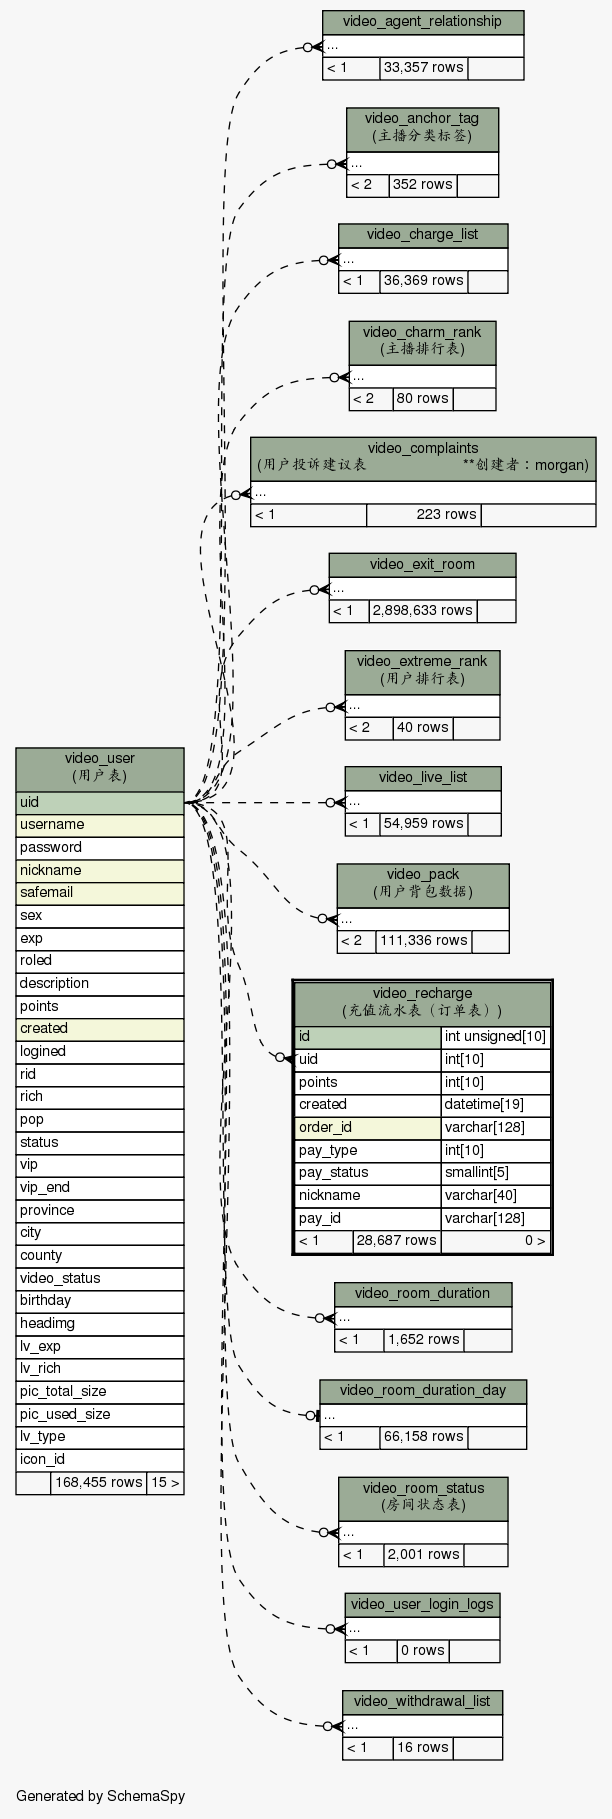 video_agent_relationship
...
< 1 33,357 rows
video_anchor_tag
(主播分类标签)
...
< 2 352 rows
video_charge_list
...
< 1 36,369 rows
video_charm_rank
(主播排行表)
...
< 2 80 rows
video_complaints
(用户投诉建议表 **创建者：morgan)
...
< 1 223 rows
video_exit_room
...
< 1 2,898,633 rows
video_extreme_rank
(用户排行表)
...
< 2 40 rows
video_live_list
...
< 1 54,959 rows
video_pack
(用户背包数据)
...
< 2 111,336 rows
video_recharge
(充值流水表（订单表）)
id int unsigned[10]
uid int[10]
points int[10]
created datetime[19]
order_id varchar[128]
pay_type int[10]
pay_status smallint[5]
nickname varchar[40]
pay_id varchar[128]
< 1 28,687 rows 0 >
video_room_duration
...
< 1 1,652 rows
video_room_duration_day
...
< 1 66,158 rows
video_room_status
(房间状态表)
...
< 1 2,001 rows
video_user_login_logs
...
< 1 0 rows
video_withdrawal_list
...
< 1 16 rows
video_user
(用户表)
uid
username
password
nickname
safemail
sex
exp
roled
description
points
created
logined
rid
rich
pop
status
vip
vip_end
province
city
county
video_status
birthday
headimg
lv_exp
lv_rich
pic_total_size
pic_used_size
lv_type
icon_id
168,455 rows 15 >
Generated by SchemaSpy